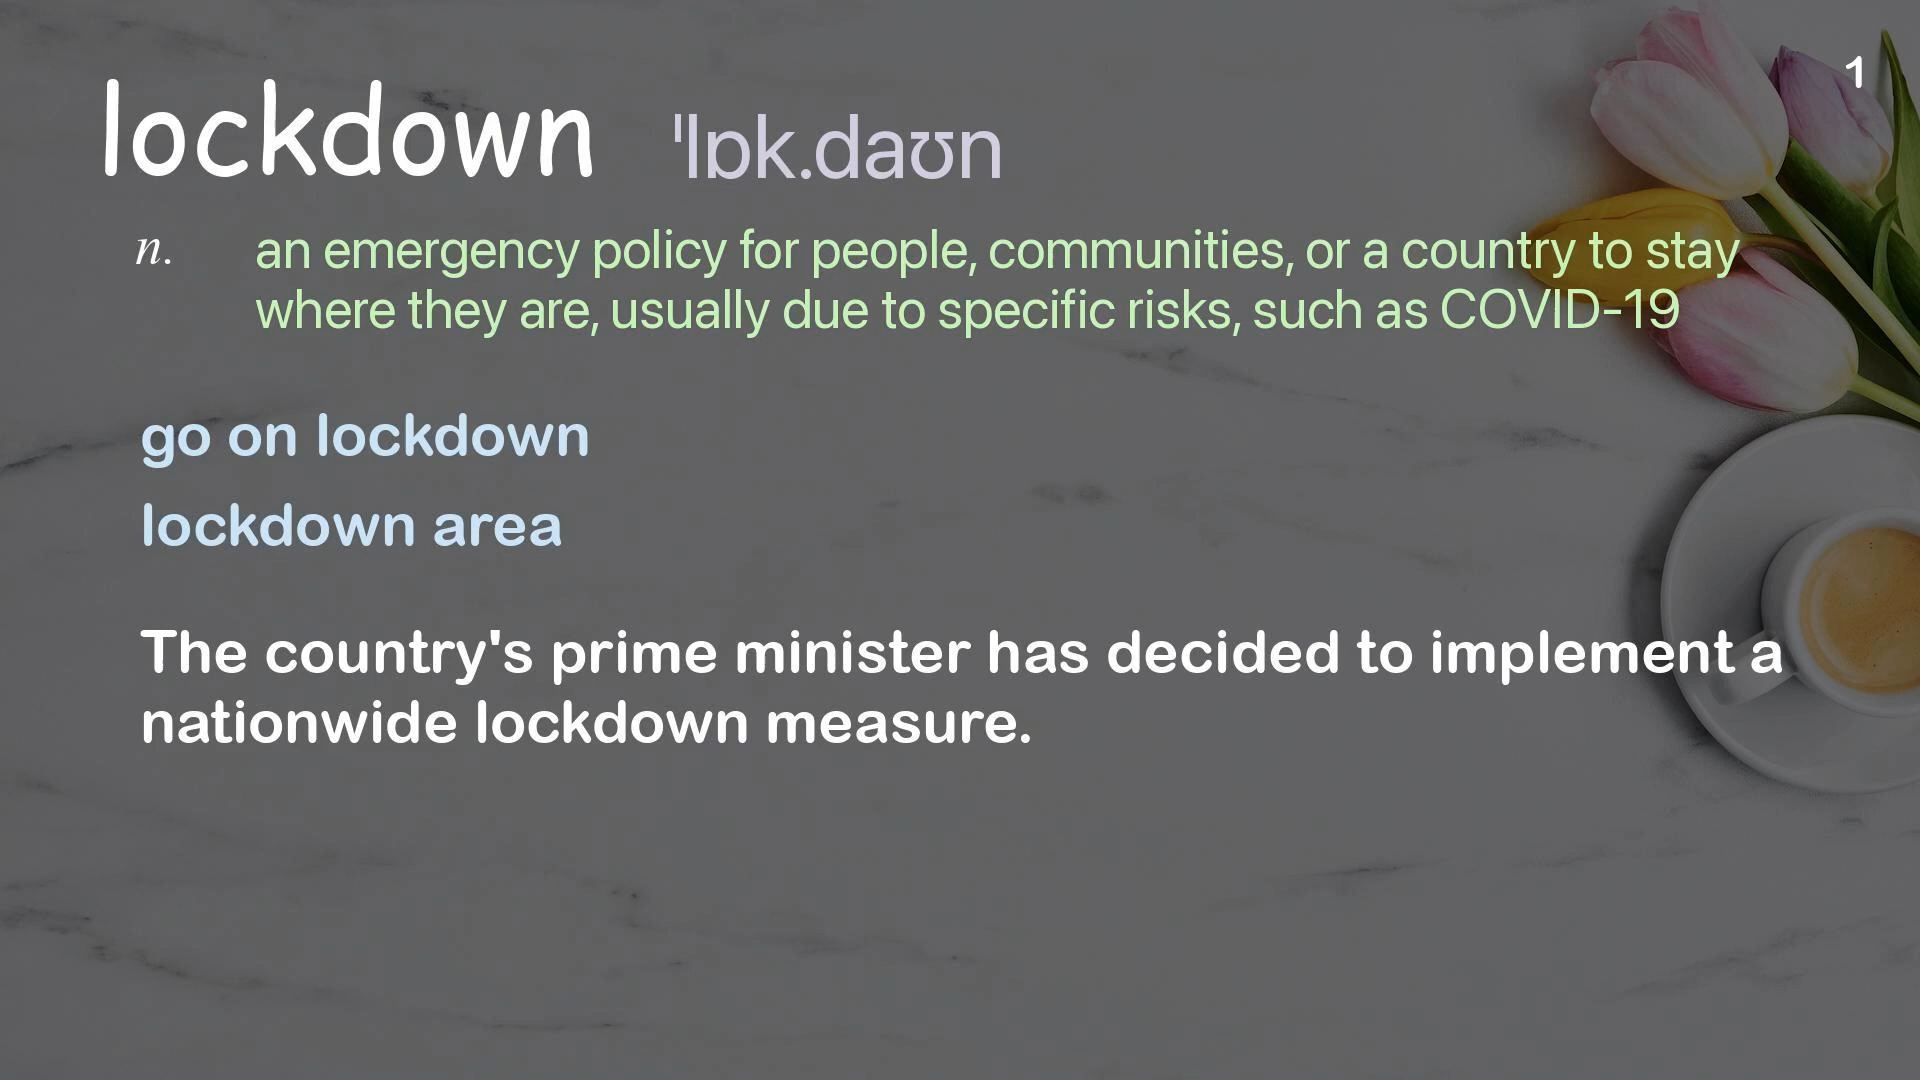 1
lockdown ˈlɒk.daʊn
n. an emergency policy for people, communities, or a country to stay
where they are, usually due to specific risks, such as COVID-19
go on lockdown
lockdown area
The country's prime minister has decided to implement a
nationwide lockdown measure.